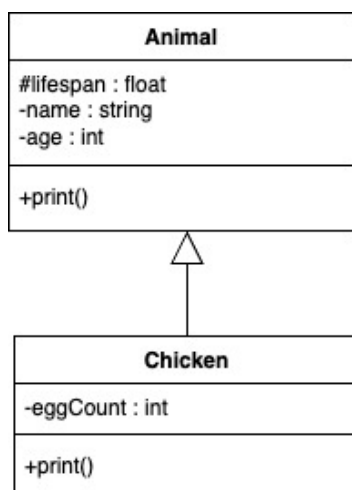 Animal
#lifespan : float
-name : string
-age : int
+print()
Chicken
-eggCount : int
+print()